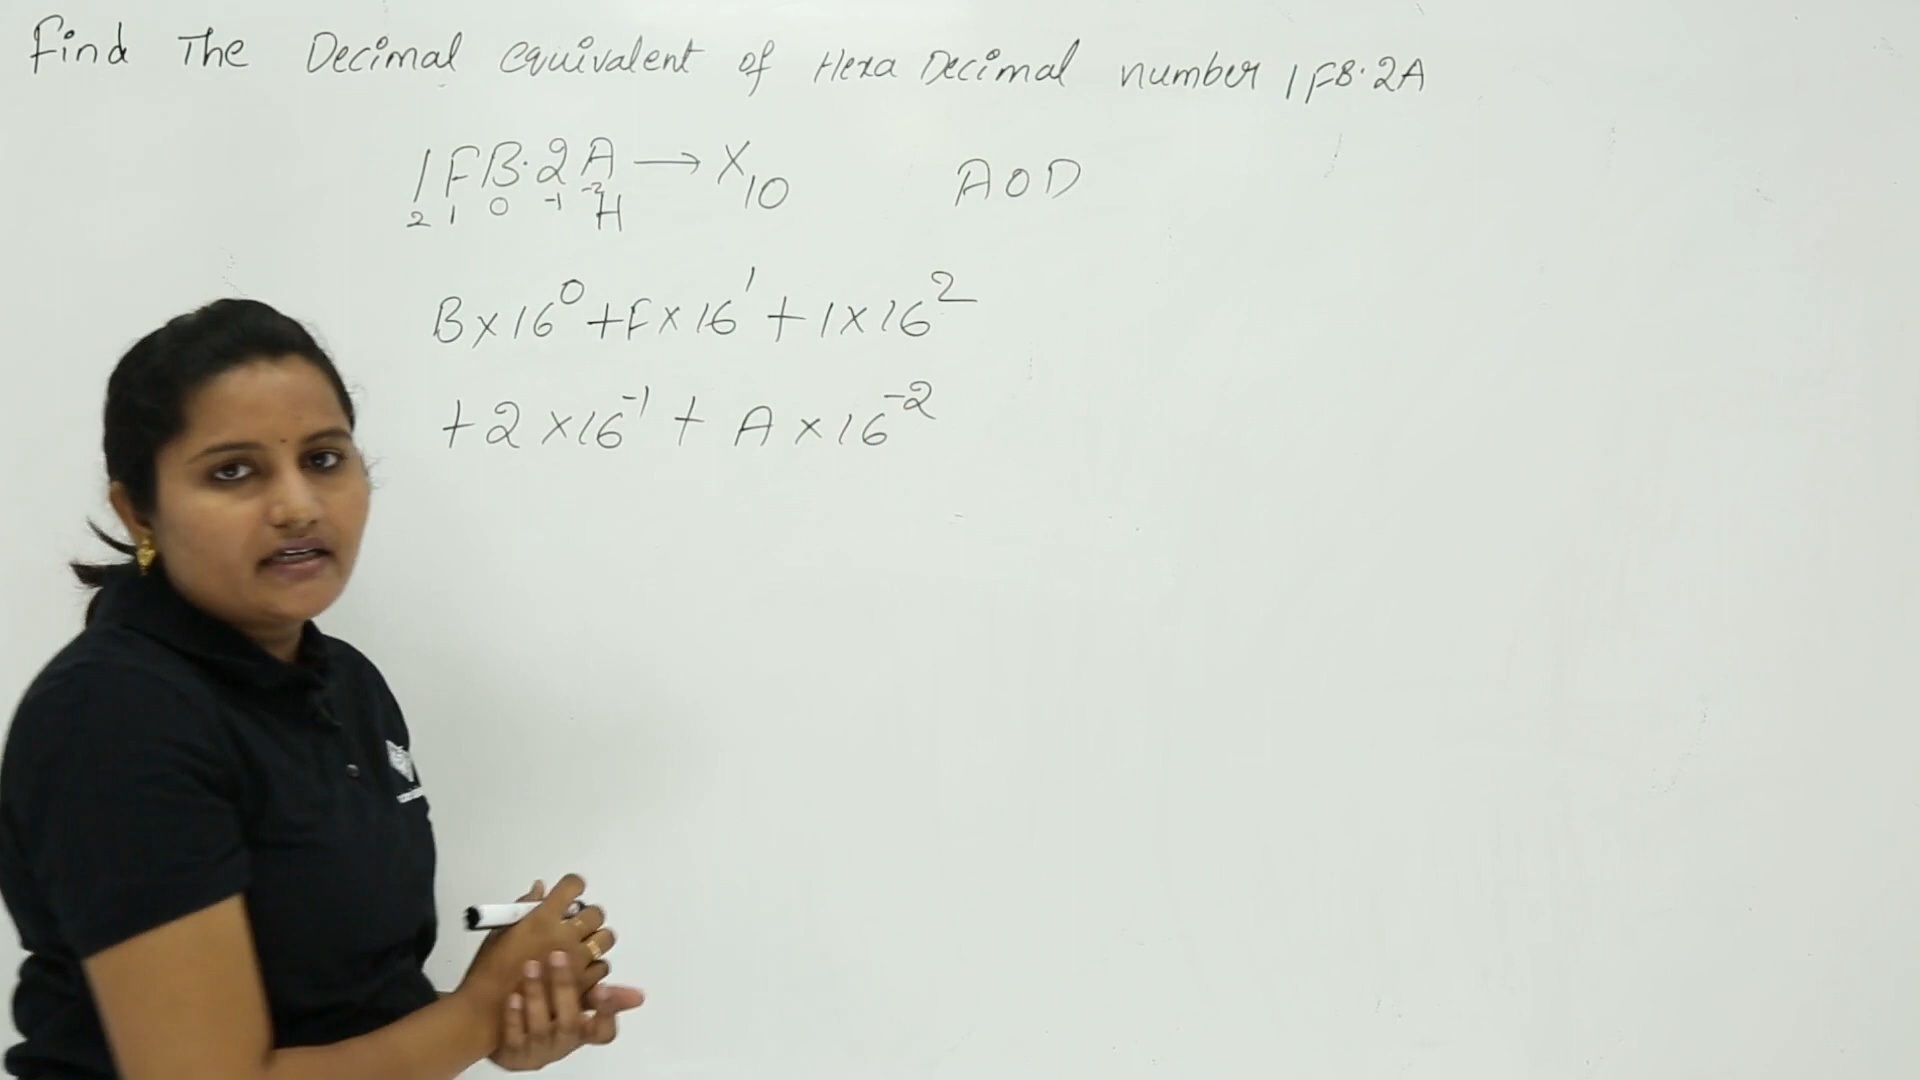 Find The Decimal equivalent of Hexa Decimal number 1FB.2A
1FB.2A → X
H 10
2 1 0 -1 -2
AOD
B×16⁰+F×16¹+1×16²
+2×16⁻¹+A×16⁻²